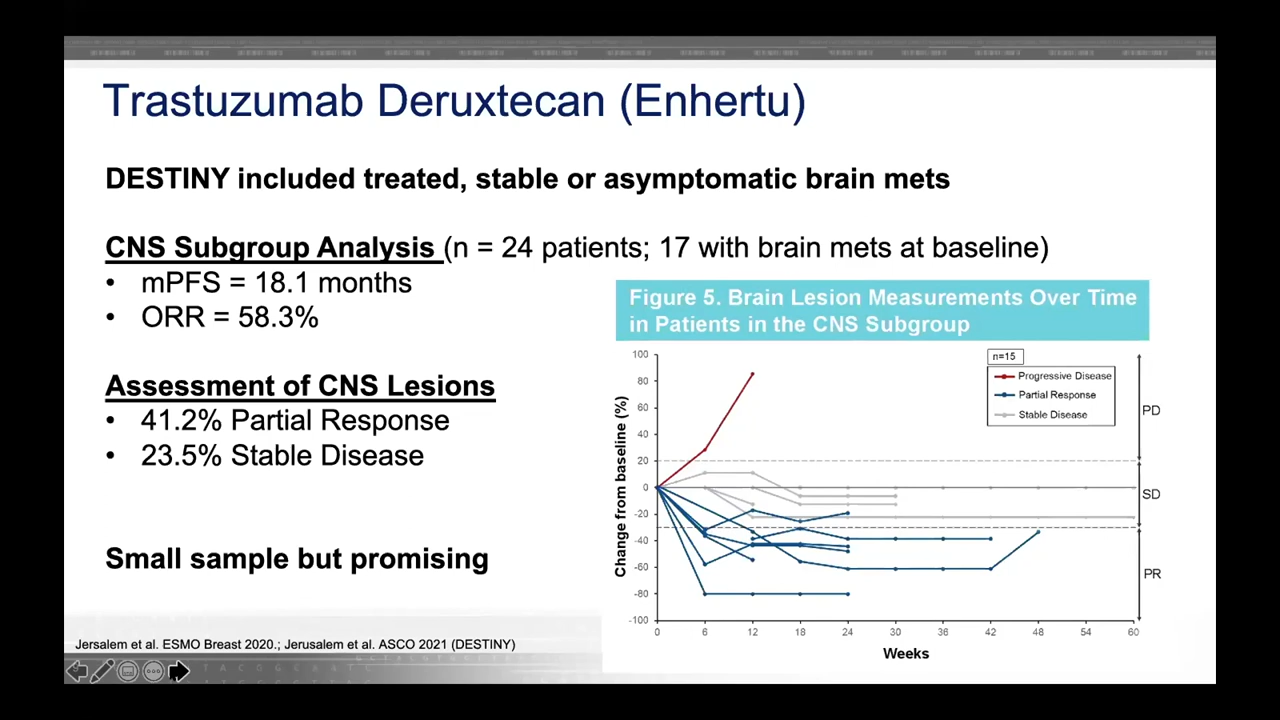 Trastuzumab Deruxtecan (Enhertu)
DESTINY included treated, stable or asymptomatic brain mets
CNS Subgroup Analysis (n = 24 patients; 17 with brain mets at baseline)
• mPFS = 18.1 months
• ORR = 58.3%
Assessment of CNS Lesions
• 41.2% Partial Response
• 23.5% Stable Disease
Small sample but promising
Figure 5. Brain Lesion Measurements Over Time
in Patients in the CNS Subgroup
n=15
Progressive Disease
Partial Response
Stable Disease
Change from baseline (%)
100
80
60
40
20
0
-20
-40
-60
-80
-100
PD
SD
PR
0 6 12 18 24 30 36 42 48 54 60
Weeks
Jersalem et al. ESMO Breast 2020.; Jerusalem et al. ASCO 2021 (DESTINY)